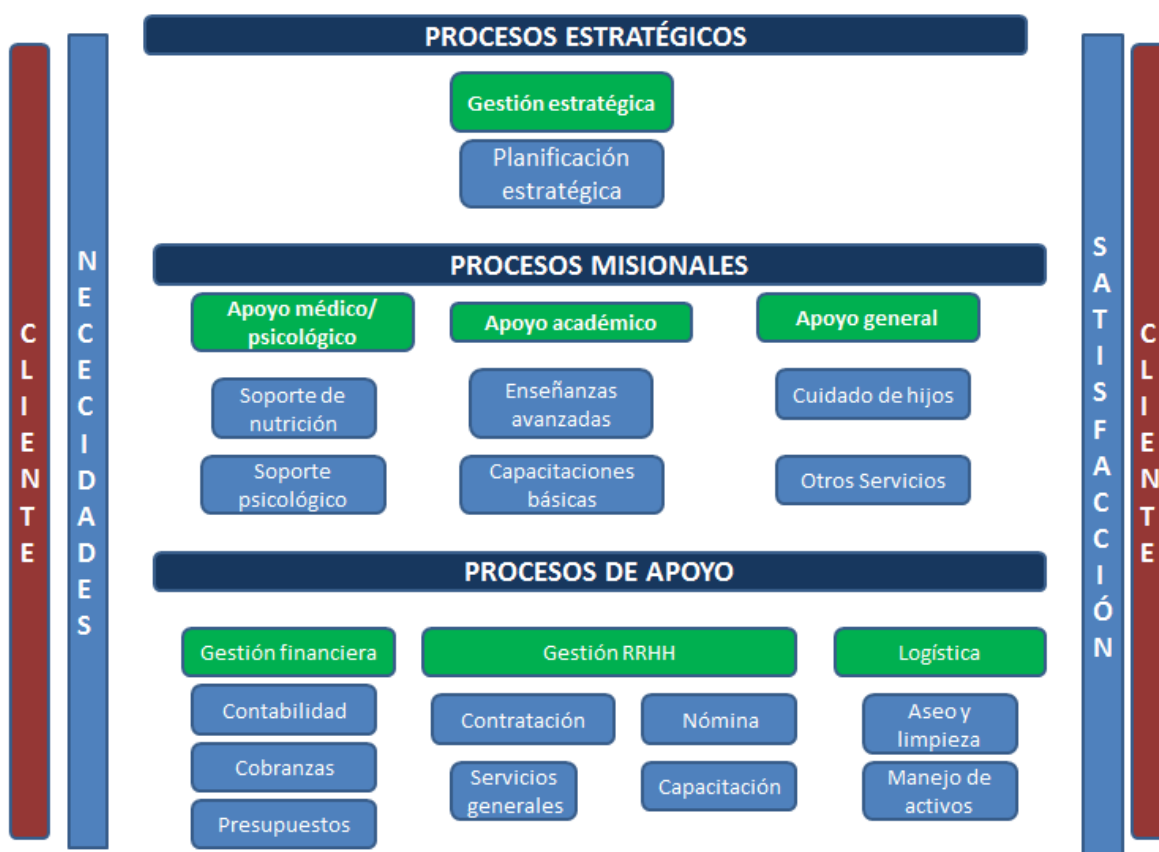 CLIENTE
NECECIDADES
PROCESOS ESTRATÉGICOS
Gestión estratégica
Planificación
estratégica
PROCESOS MISIONALES
Apoyo médico/
psicológico
Apoyo académico
Apoyo general
Soporte de
nutrición
Enseñanzas
avanzadas
Cuidado de hijos
Soporte
psicológico
Capacitaciones
básicas
Otros Servicios
PROCESOS DE APOYO
Gestión financiera
Gestión RRHH
Logística
Contabilidad
Contratación
Nómina
Aseo y
limpieza
Cobranzas
Servicios
generales
Capacitación
Manejo de
activos
Presupuestos
SATISFACCIÓN
CLIENTE